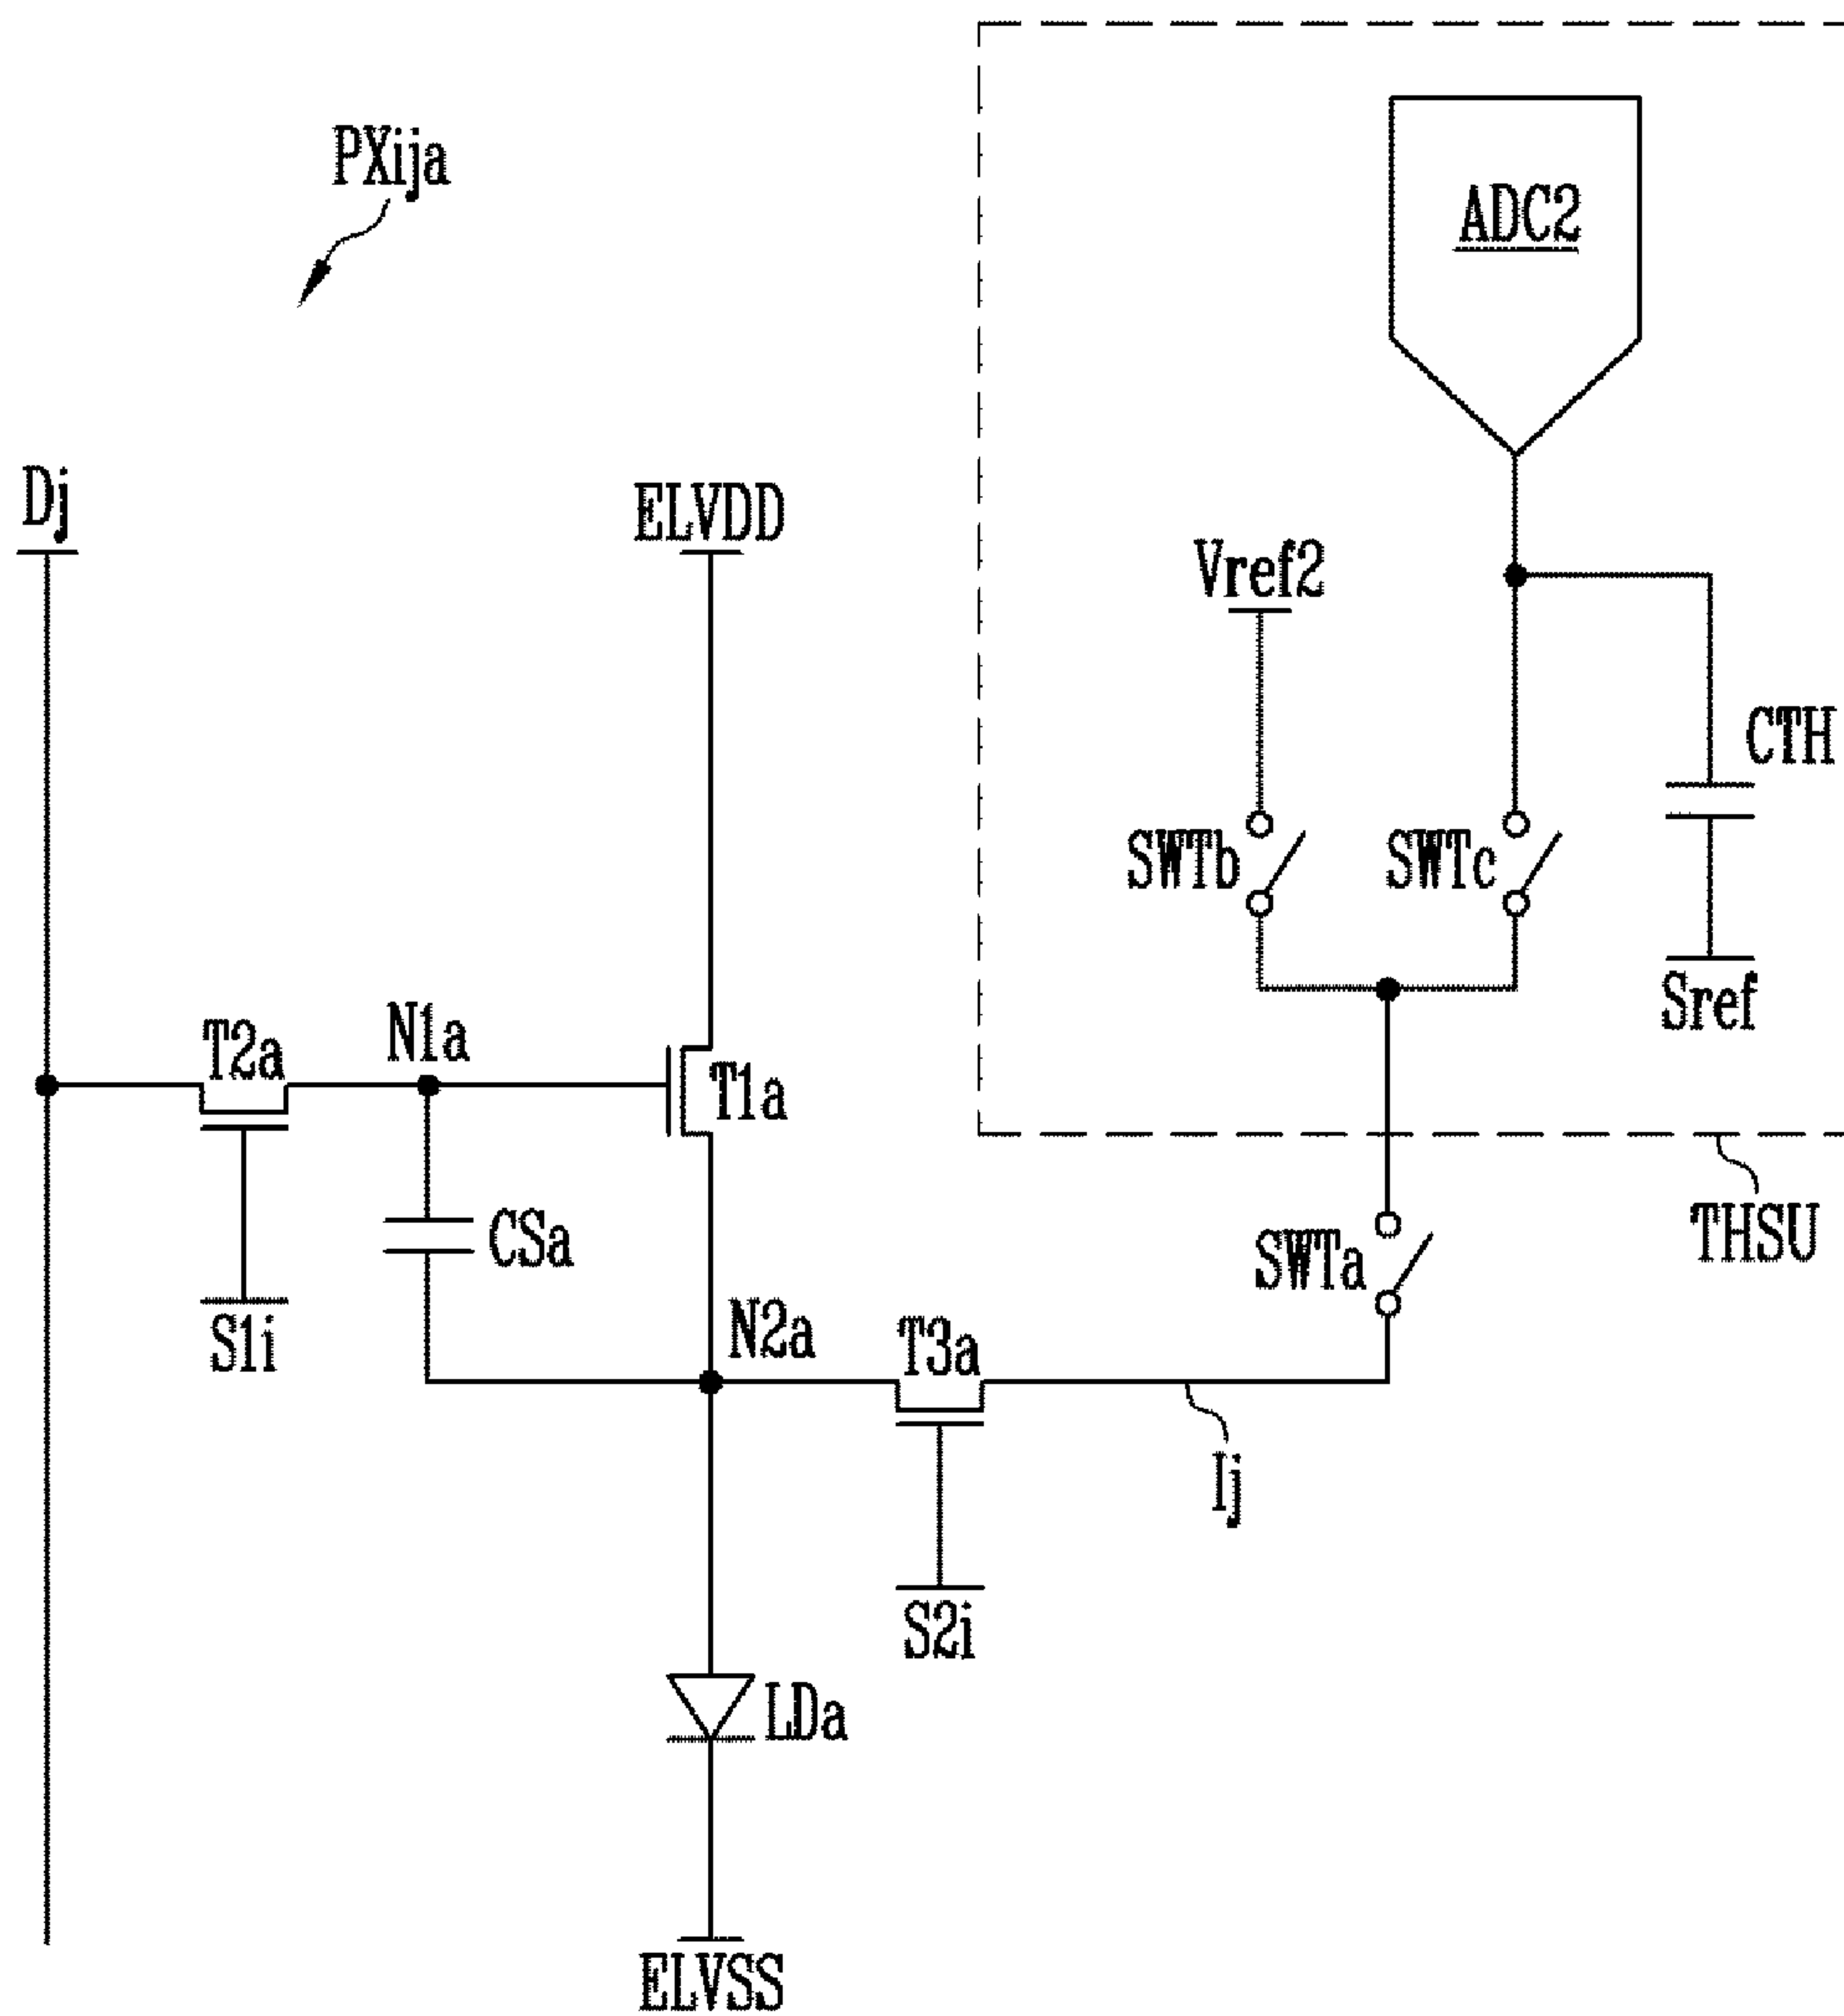 PXija
ADC2
Dj
ELVDD
Vref2
CTH
SWTb
SWTc
Sref
T2a
N1a
T1a
CSa
SWTa
THSU
S1i
N2a
T3a
Ij
S2i
LDa
ELVSS